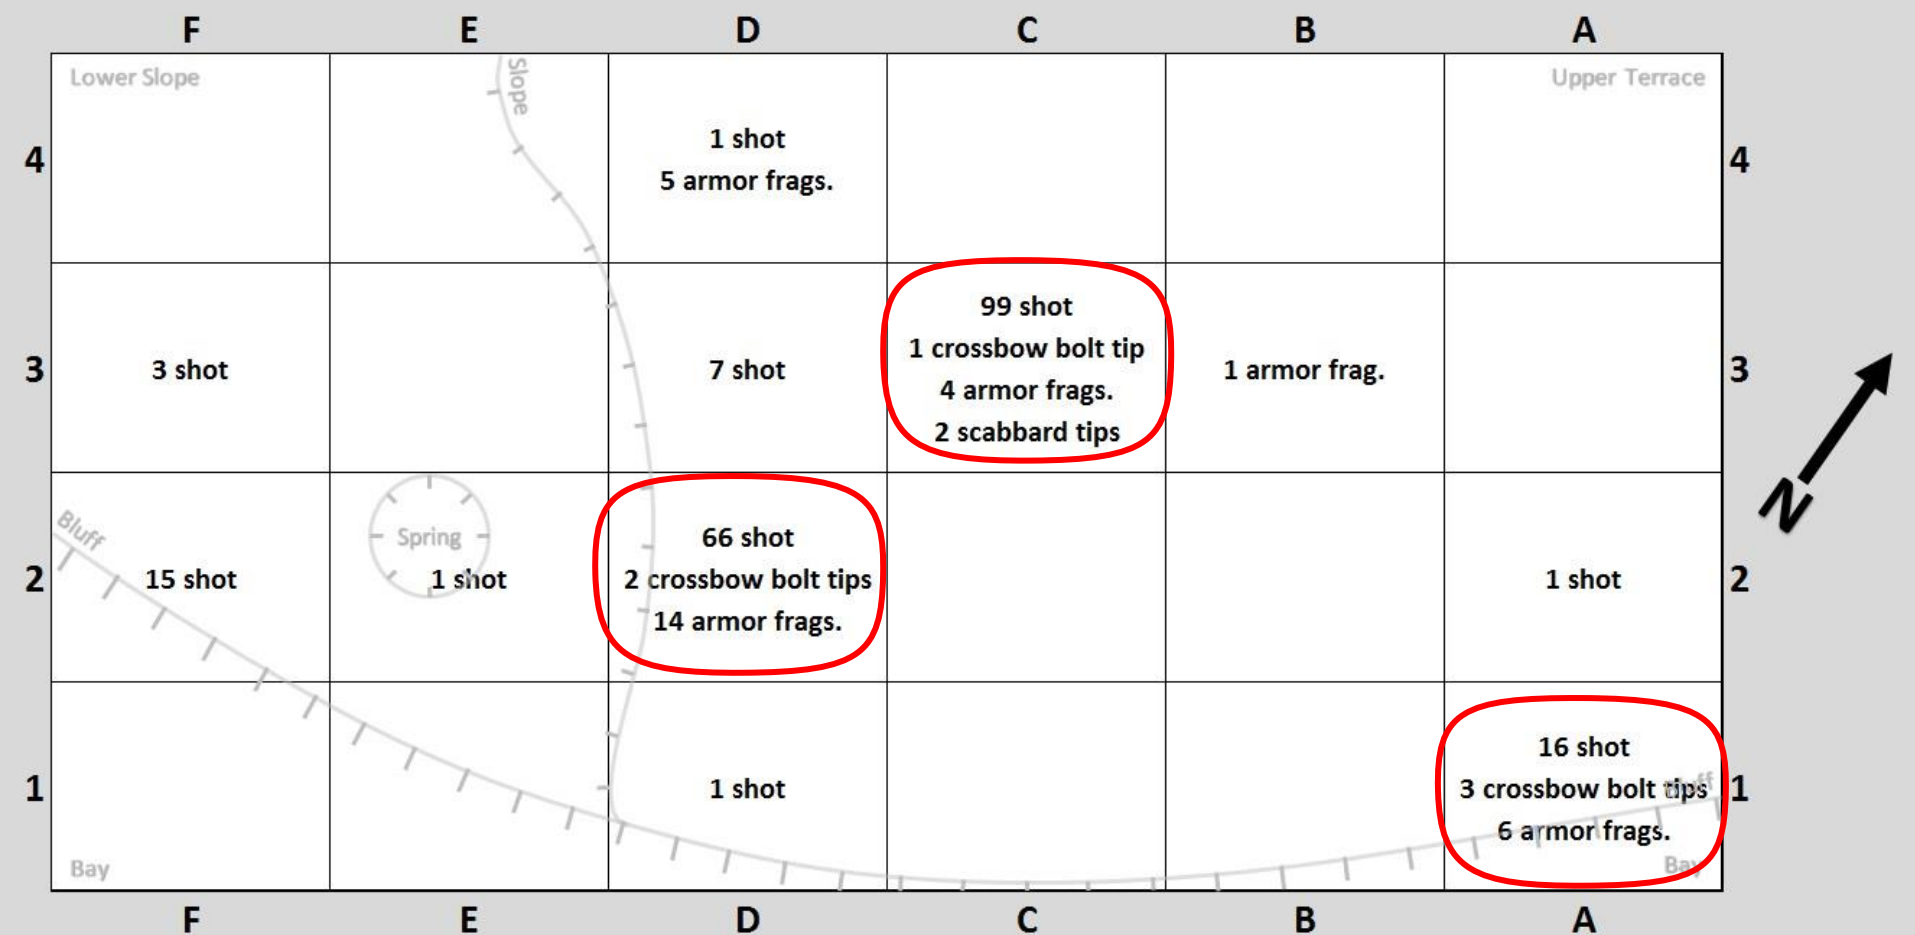 F E D C B A
Lower Slope
Slope
Upper Terrace
4
1 shot
5 armor frags.
4
3
3 shot
7 shot
99 shot
1 crossbow bolt tip
4 armor frags.
2 scabbard tips
1 armor frag.
3
N
2
Bluff
15 shot
Spring
1 shot
66 shot
2 crossbow bolt tips
14 armor frags.
1 shot
2
1
Bay
1 shot
16 shot
3 crossbow bolt tips
6 armor frags.
Bluff
Bay
1
F E D C B A